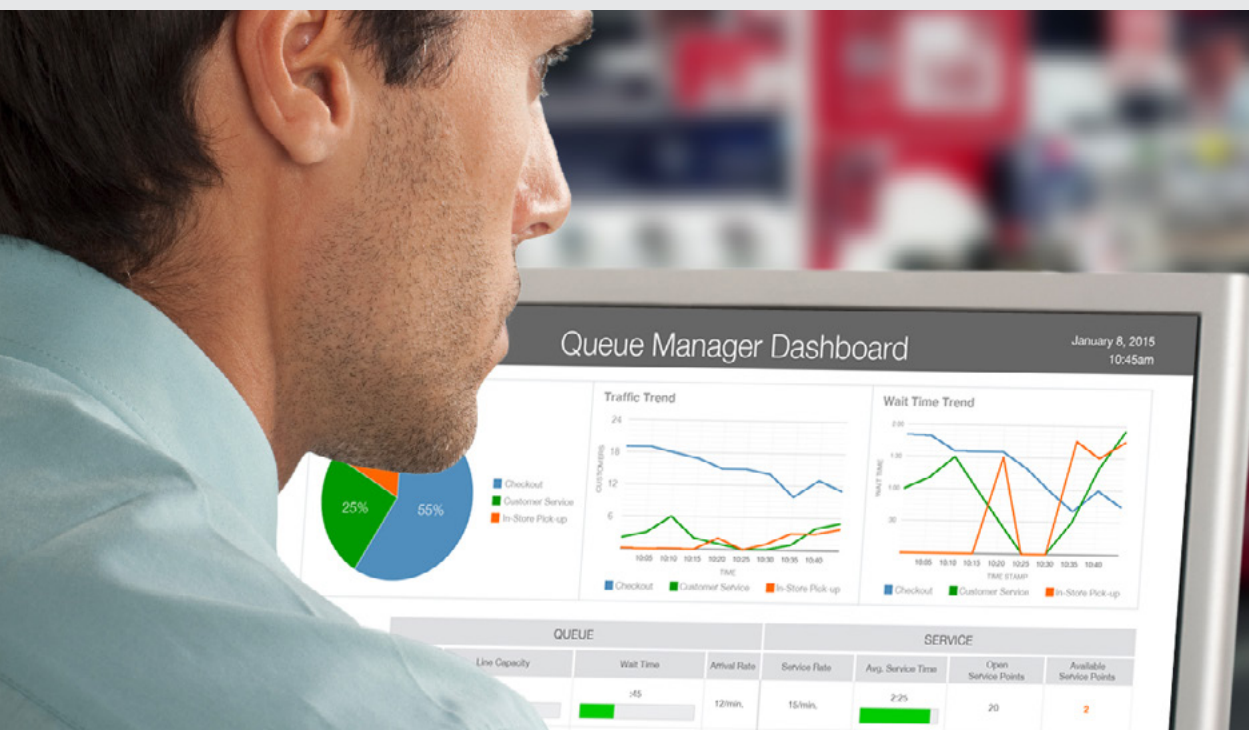 Queue Manager Dashboard
January 8, 2015
10:45am
25%
55%
Checkout
Customer Service
In-Store Pick-up
Traffic Trend
24
18
12
6
CUSTOMERS
10:05 10:10 10:15 10:20 10:25 10:30 10:35 10:40
TIME
Checkout Customer Service In-Store Pick-up
Wait Time Trend
2:00
1:00
1:00
30
WAIT TIME
10:05 10:10 10:15 10:20 10:25 10:30 10:35 10:40
TIME STAMP
Checkout Customer Service In-Store Pick-up
QUEUE SERVICE
Line Capacity Wait Time Arrival Rate Service Rate Avg. Service Time Open Service Points Available Service Points
:45 12/min. 15/min. 2:25 20 2